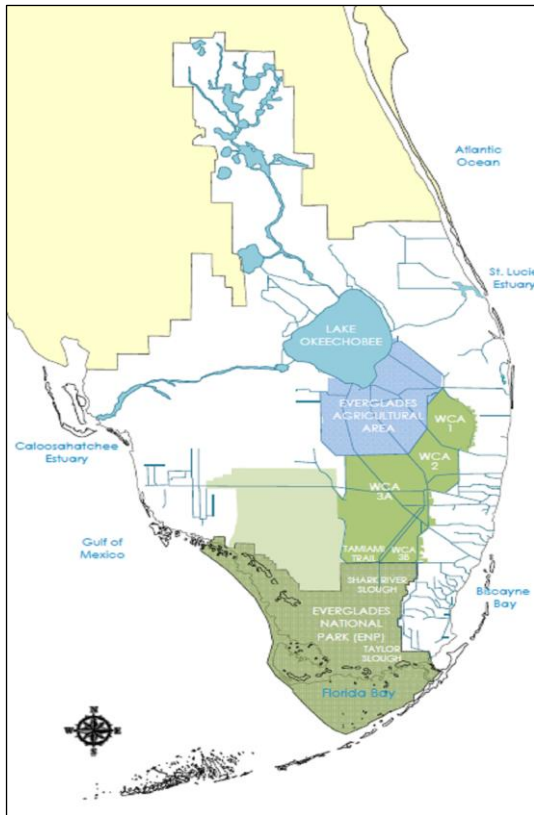 Atlantic
Ocean
St. Lucie
Estuary
LAKE
OKEECHOBEE
EVERGLADES
AGRICULTURAL
AREA
WCA
1
WCA
2
Caloosahatchee
Estuary
WCA
3A
Gulf of
Mexico
TAMIAMI
TRAIL
WCA
3B
SHARK RIVER
SLOUGH
Biscayne
Bay
EVERGLADES
NATIONAL
PARK (ENP)
TAYLOR
SLOUGH
Florida Bay
N
W
E
S